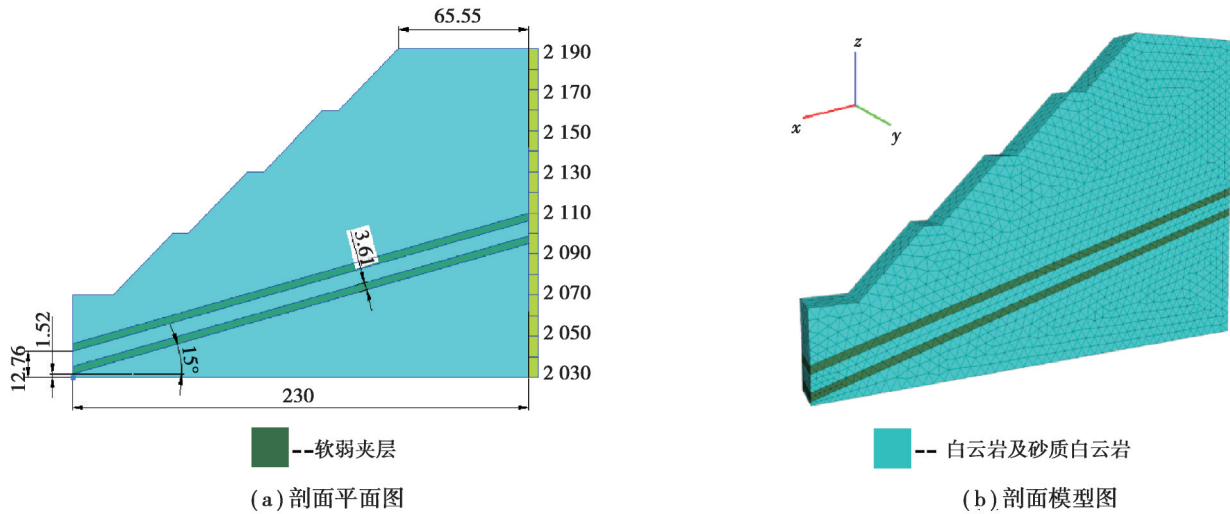 65.55
2 190
2 170
2 150
2 130
2 110
2 090
2 070
2 050
2 030
3.61
1.52
12.76
15°
230
z
x
y
--软弱夹层
-- 白云岩及砂质白云岩
(a)剖面平面图
(b)剖面模型图